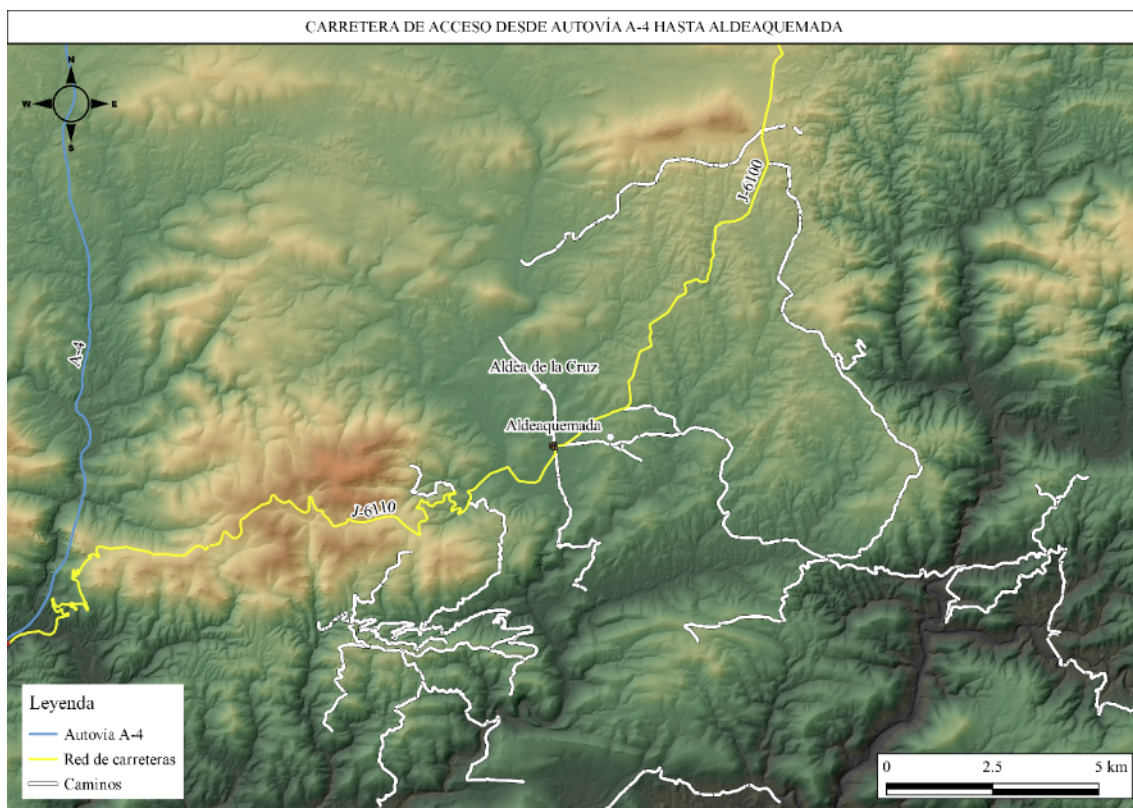 CARRETERA DE ACCESO DESDE AUTOVÍA A-4 HASTA ALDEAQUEMADA
N
W E
S
J-6100
A-4
Aldea de la Cruz
Aldeaquemada
J-6110
Leyenda
Autovía A-4
Red de carreteras
Caminos
0 2.5 5 km